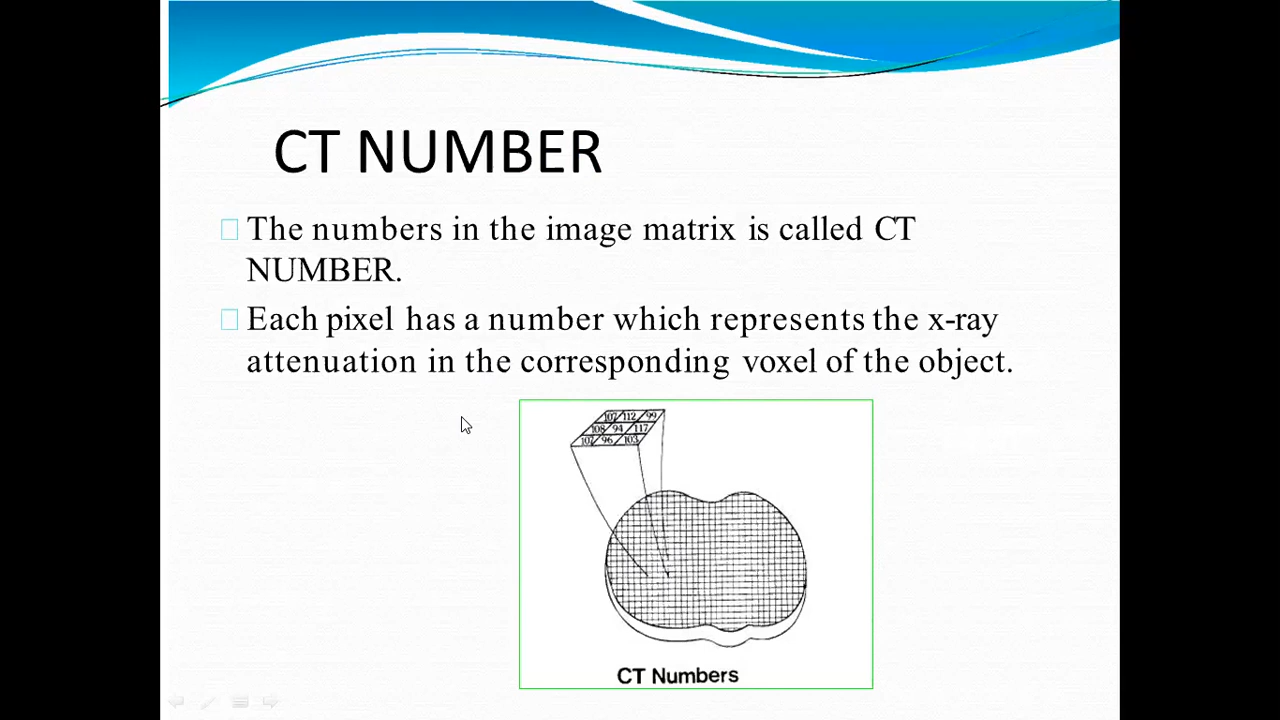 CT NUMBER
The numbers in the image matrix is called CT
NUMBER.
Each pixel has a number which represents the x-ray
attenuation in the corresponding voxel of the object.
107 112 99
108 94 117
102 96 103
CT Numbers